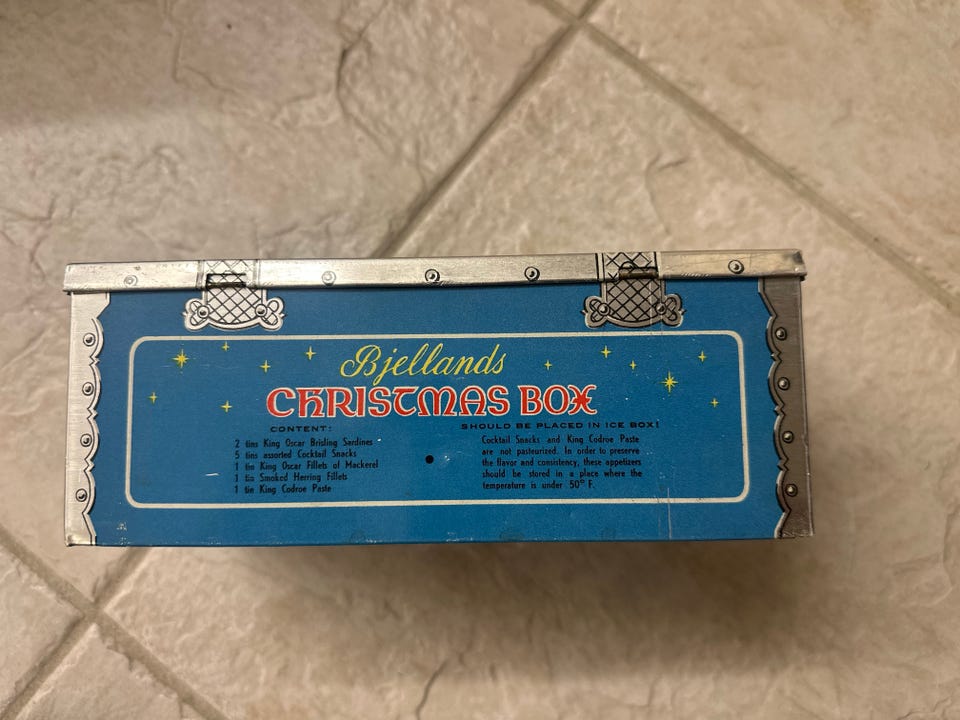 Bjellands
CHRISTMAS BOX
CONTENT:
2 tins King Oscar Brisling Sardines
5 tins assorted Cocktail Snacks
1 tin King Oscar Fillets of Mackerel
1 tin Smoked Herring Fillets
1 tin King Codroe Paste
SHOULD BE PLACED IN ICE BOX!
Cocktail Snacks and King Codroe Paste
are not pasteurized. In order to preserve
the flavor and consistency, these appetizers
should be stored in a place where the
temperature is under 50° F.